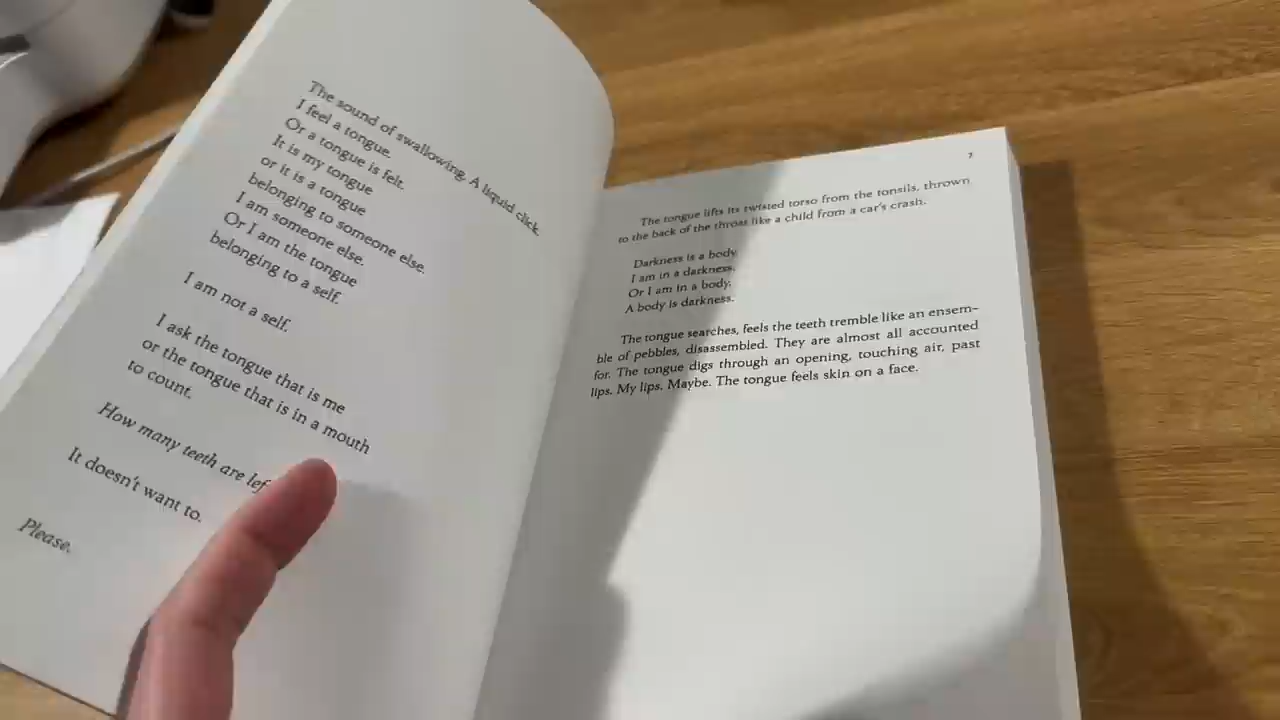 The sound of swallowing. A liquid click.
I feel a tongue.
Or a tongue is felt.
It is my tongue
or it is a tongue
belonging to someone else.
I am someone else.
Or I am the tongue
belonging to a self.
I am not a self.
I ask the tongue that is me
or the tongue that is in a mouth
to count.
How many teeth are lef
It doesn't want to.
Please.
7
The tongue lifts its twisted torso from the tonsils, thrown
to the back of the throat like a child from a car's crash.
Darkness is a body.
I am in a darkness.
Or I am in a body.
A body is darkness.
The tongue searches, feels the teeth tremble like an ensem-
ble of pebbles, disassembled. They are almost all accounted
for. The tongue digs through an opening, touching air, past
lips. My lips. Maybe. The tongue feels skin on a face.